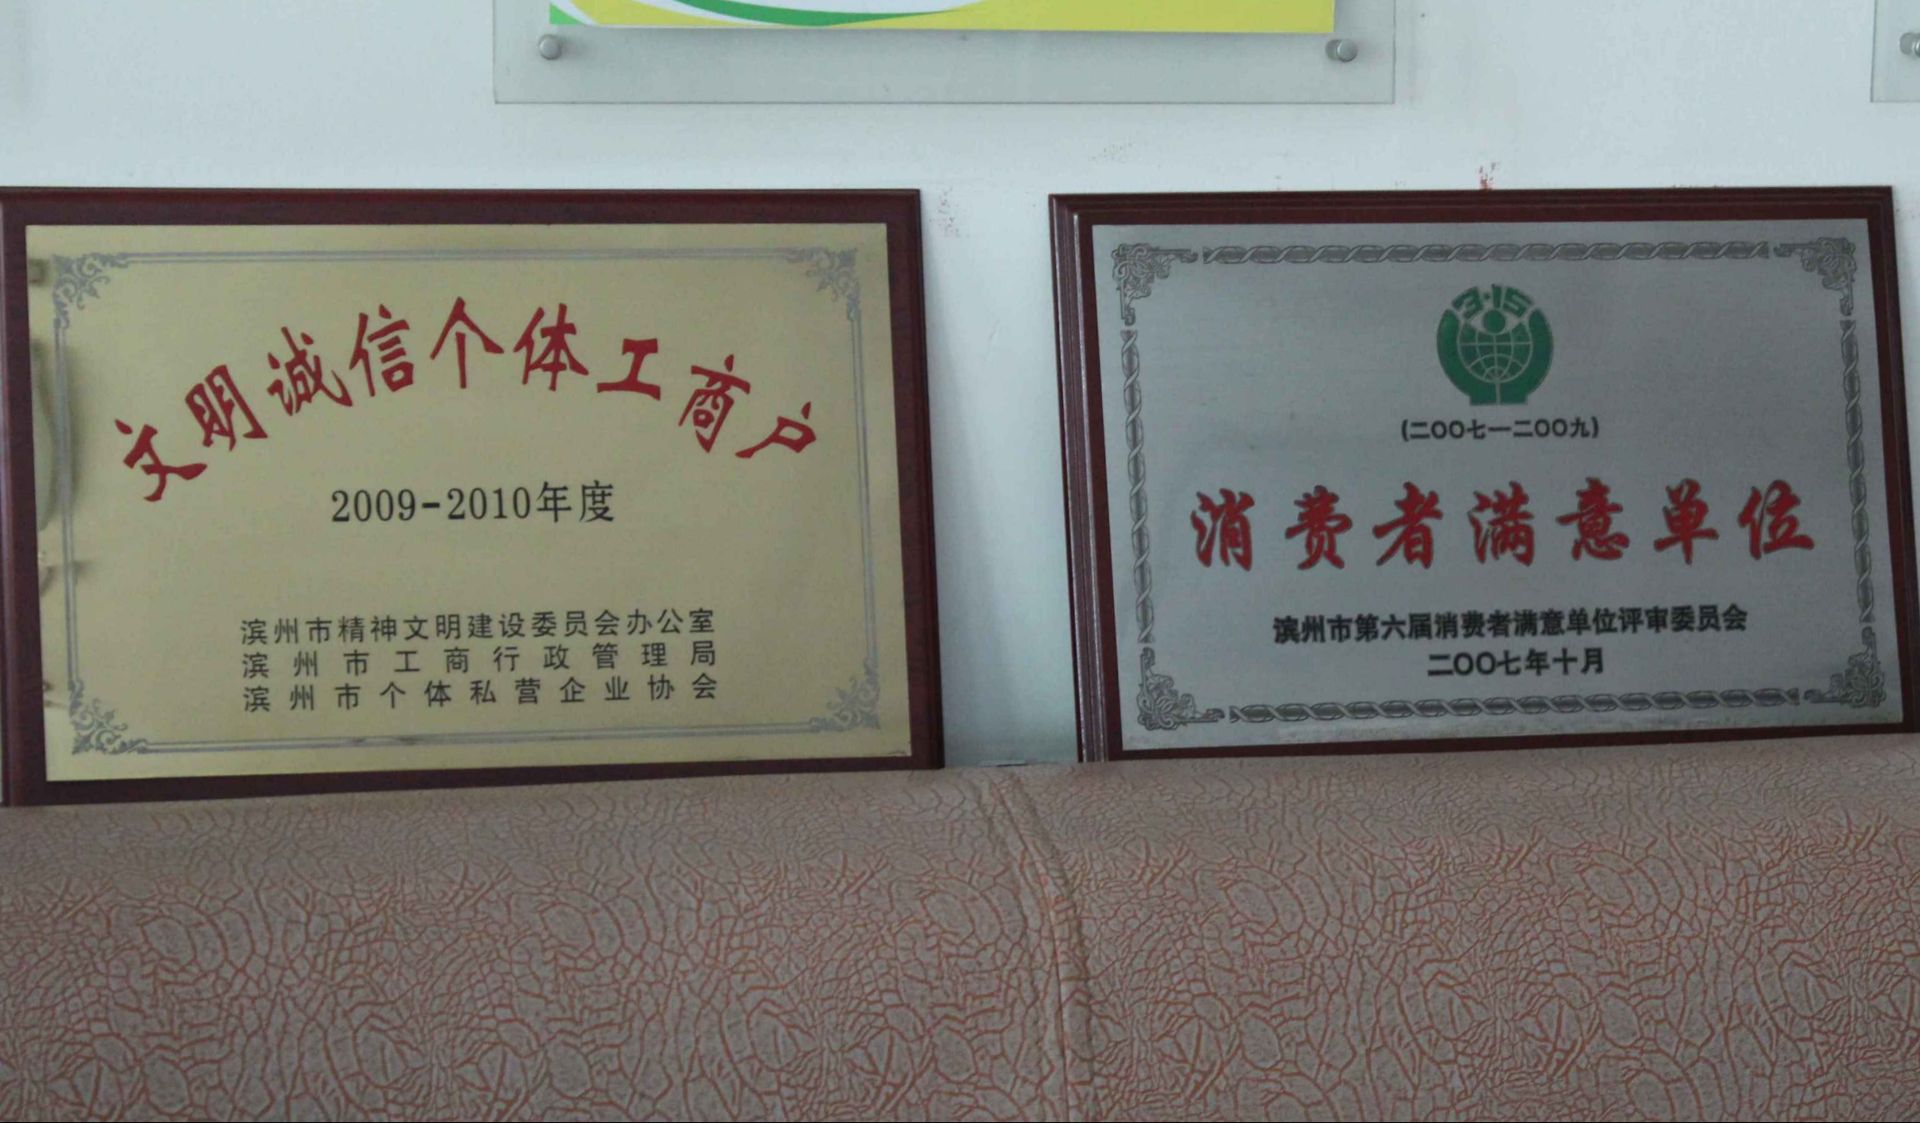 文明诚信个体工商户
2009-2010年度
滨州市精神文明建设委员会办公室
滨州市工商行政管理局
滨州市个体私营企业协会
3·15
(二〇〇七一二〇〇九)
消费者满意单位
滨州市第六届消费者满意单位评审委员会
二〇〇七年十月